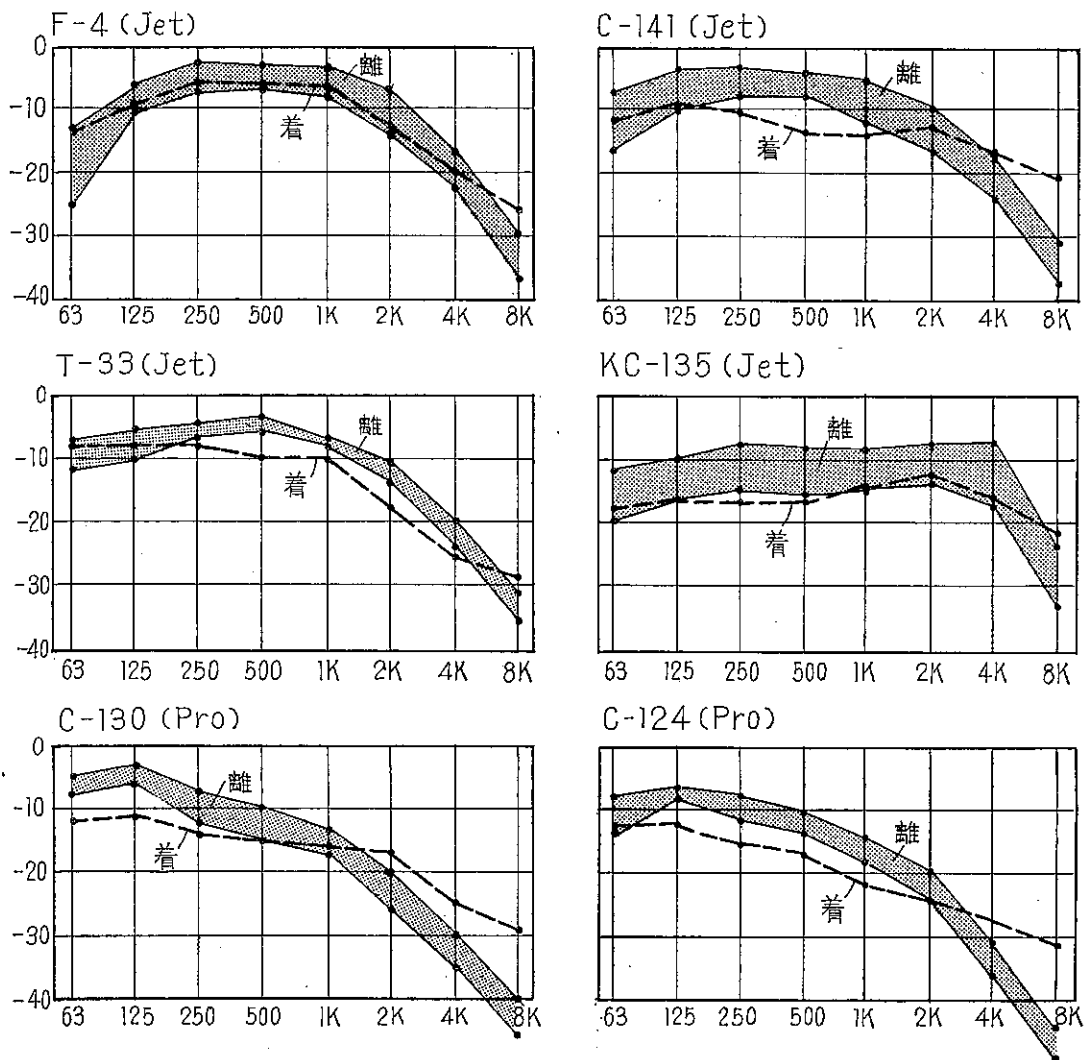 F-4 (Jet)
0
-10
-20
-30
-40
離
着
63 125 250 500 1K 2K 4K 8K
C-141 (Jet)
離
着
63 125 250 500 1K 2K 4K 8K
T-33 (Jet)
0
-10
-20
-30
-40
離
着
63 125 250 500 1K 2K 4K 8K
KC-135 (Jet)
離
着
63 125 250 500 1K 2K 4K 8K
C-130 (Pro)
0
-10
-20
-30
-40
離
着
63 125 250 500 1K 2K 4K 8K
C-124 (Pro)
離
着
63 125 250 500 1K 2K 4K 8K